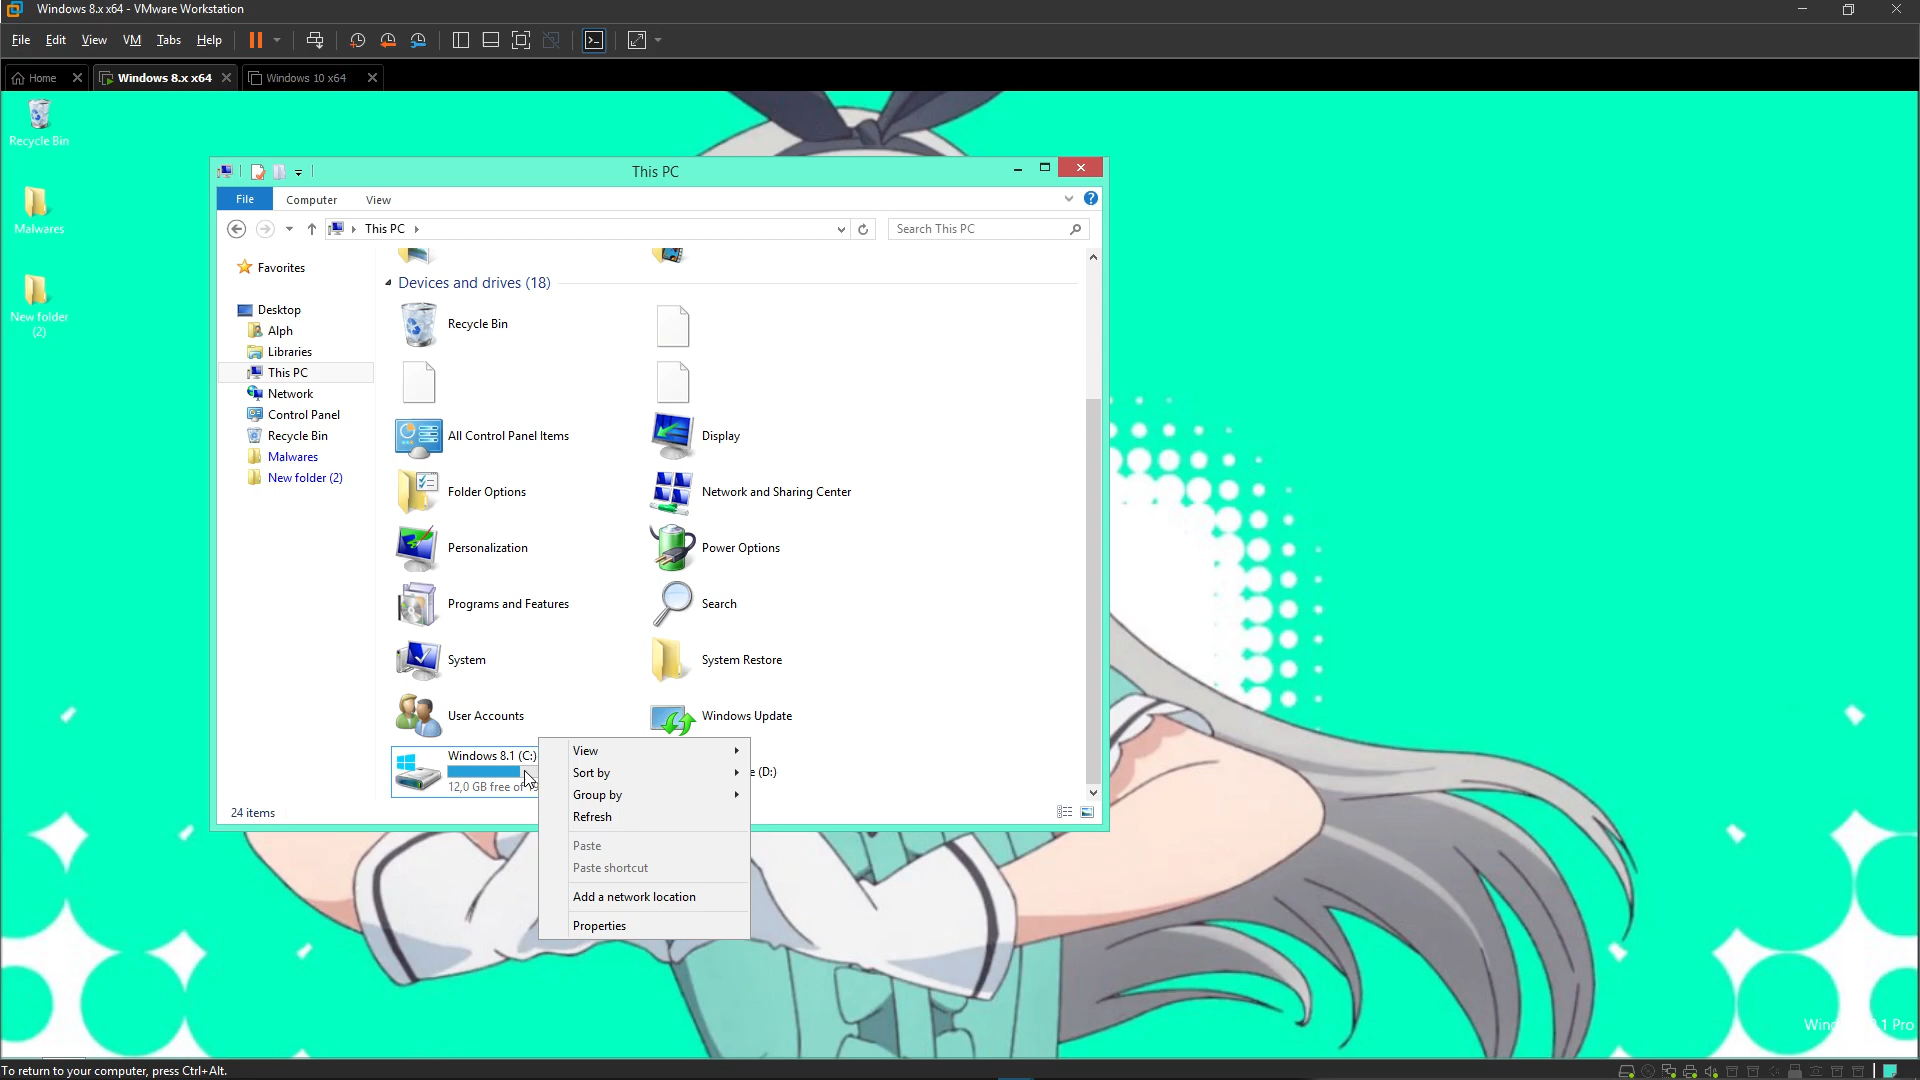 Windows 8.x x64 - VMware Workstation
File Edit View VM Tabs Help
Home
Windows 8.x x64
Windows 10 x64
Recycle Bin
Malwares
New folder
(2)
This PC
File
Computer
View
This PC
Search This PC
Favorites
Desktop
Alph
Libraries
This PC
Network
Control Panel
Recycle Bin
Malwares
New folder (2)
Devices and drives (18)
Recycle Bin
All Control Panel Items
Display
Folder Options
Network and Sharing Center
Personalization
Power Options
Programs and Features
Search
System
System Restore
User Accounts
Windows Update
Windows 8.1 (C:)
12,0 GB free of
(D:)
View
Sort by
Group by
Refresh
Paste
Paste shortcut
Add a network location
Properties
24 items
1 Pro
To return to your computer, press Ctrl+Alt.